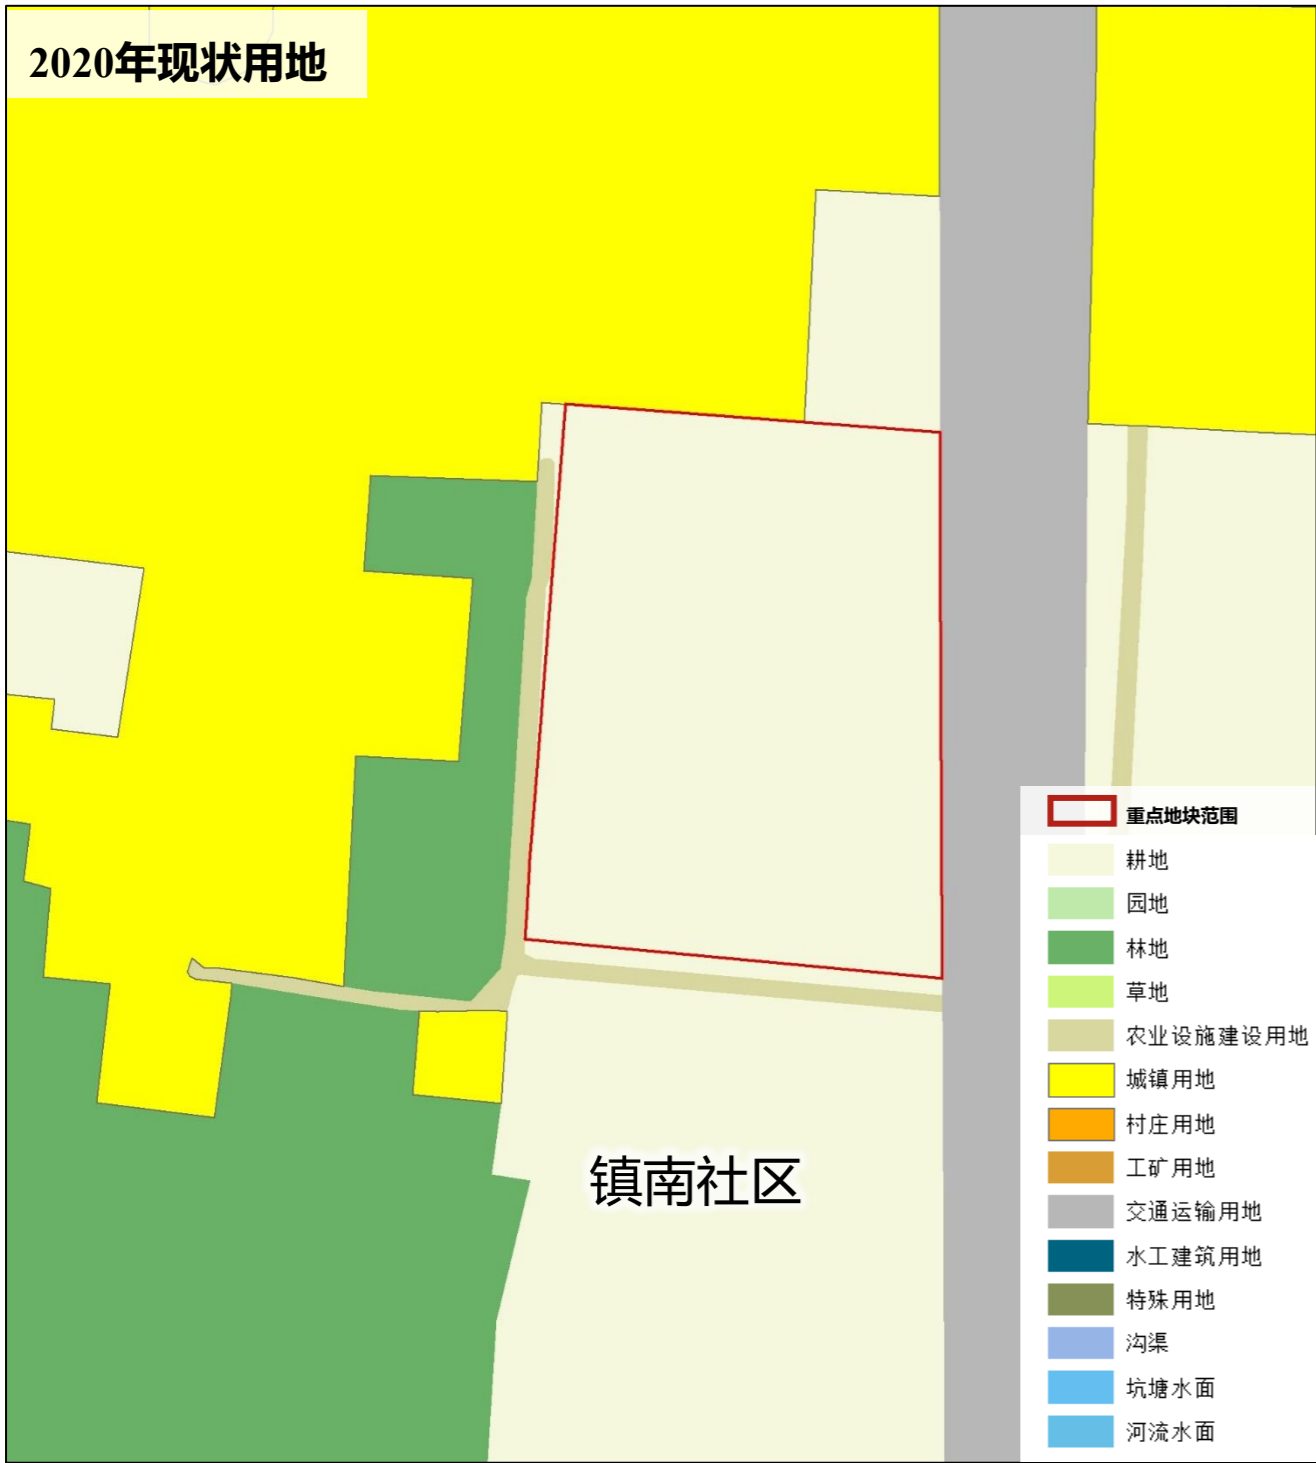 2020年现状用地
镇南社区
重点地块范围
耕地
园地
林地
草地
农业设施建设用地
城镇用地
村庄用地
工矿用地
交通运输用地
水工建筑用地
特殊用地
沟渠
坑塘水面
河流水面